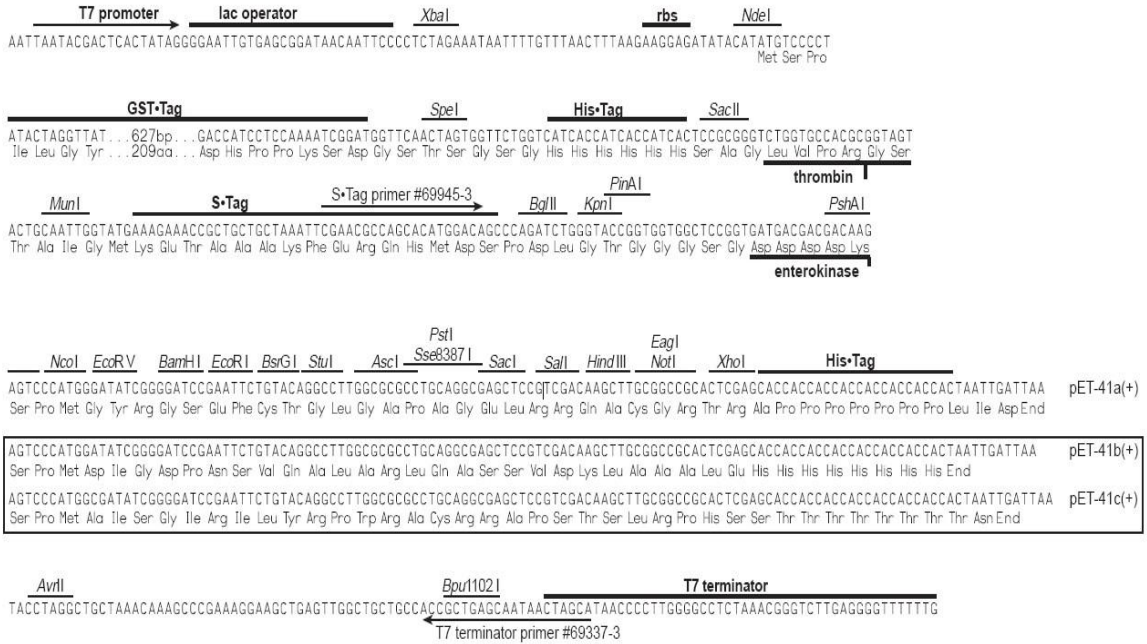 T7 promoter lac operator XbaI rbs NdeI
AATTAATACGACTCACTATAGGGGAATTGTGAGCGGATAACAATTCCCCTCTAGAAATAATTTTGTTTAACTTTAAGAAGGAGATATACATATGTCCCCT
Met Ser Pro
GST•Tag SpeI His•Tag SacII
ATACTAGGTTAT...627bp...GACCATCCTCCAAAATCGGATGGTTCAACTAGTGGTTCTGGTCATCACCATCACCATCACTCCGCGGGTCTGGTGCCACGCGGTAGT
Ile Leu Gly Tyr...209aa...Asp His Pro Pro Lys Ser Asp Gly Ser Thr Ser Gly Ser Gly His His His His His His Ser Ala Gly Leu Val Pro Arg Gly Ser
thrombin
MunI S•Tag S•Tag primer #69945-3 BglII KpnI PinAI PshAI
ACTGCAATTGGTATGAAAGAAACCGCTGCTGCTAAATTCGAACGCCAGCACATGGACAGCCCAGATCTGGGTACCGGTGGTGGCTCCGGTGATGACGACGACAAG
Thr Ala Ile Gly Met Lys Glu Thr Ala Ala Ala Lys Phe Glu Arg Gln His Met Asp Ser Pro Asp Leu Gly Thr Gly Gly Gly Ser Gly Asp Asp Asp Asp Lys
enterokinase
PstI EagI
NcoI EcoRV BamHI EcoRI BsrGI StuI AscI Sse8387I SacI SalI HindIII NotI XhoI His•Tag
AGTCCCATGGGATATCGGGGATCCGAATTCTGTACAGGCCTTGGCGCGCCTGCAGGCGAGCTCCGTCGACAAGCTTGCGGCCGCACTCGAGCACCACCACCACCACCACCACCACTAATTGATTAA pET-41a(+)
Ser Pro Met Gly Tyr Arg Gly Ser Glu Phe Cys Thr Gly Leu Gly Ala Pro Ala Gly Glu Leu Arg Arg Gln Ala Cys Gly Arg Thr Arg Ala Pro Pro Pro Pro Pro Pro Pro Pro Leu Ile Asp End
AGTCCCATGGATATCGGGGATCCGAATTCTGTACAGGCCTTGGCGCGCCTGCAGGCGAGCTCCGTCGACAAGCTTGCGGCCGCACTCGAGCACCACCACCACCACCACCACCACTAATTGATTAA pET-41b(+)
Ser Pro Met Asp Ile Gly Asp Pro Asn Ser Val Gln Ala Leu Ala Arg Leu Gln Ala Ser Ser Val Asp Lys Leu Ala Ala Ala Leu Glu His His His His His His His His End
AGTCCCATGGCGATATCGGGGATCCGAATTCTGTACAGGCCTTGGCGCGCCTGCAGGCGAGCTCCGTCGACAAGCTTGCGGCCGCACTCGAGCACCACCACCACCACCACCACCACTAATTGATTAA pET-41c(+)
Ser Pro Met Ala Ile Ser Gly Ile Arg Ile Leu Tyr Arg Pro Trp Arg Ala Cys Arg Arg Ala Pro Ser Thr Ser Leu Arg Pro His Ser Ser Thr Thr Thr Thr Thr Thr Thr Thr Asn End
AvrII Bpu1102I T7 terminator
TACCTAGGCTGCTAAACAAAGCCCGAAAGGAAGCTGAGTTGGCTGCTGCCACCGCTGAGCAATAACTAGCATAACCCCTTGGGGCCTCTAAACGGGTCTTGAGGGGTTTTTTG
T7 terminator primer #69337-3